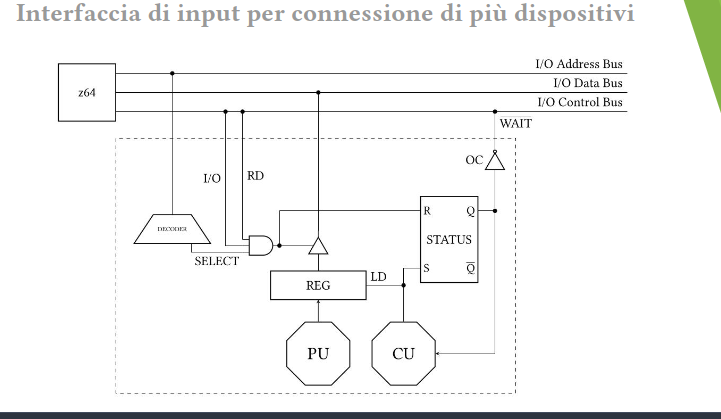 Interfaccia di input per connessione di più dispositivi
I/O Address Bus
z64
I/O Data Bus
I/O Control Bus
WAIT
OC
I/O
RD
R
Q
DECODER
STATUS
SELECT
S
Q
LD
REG
PU
CU